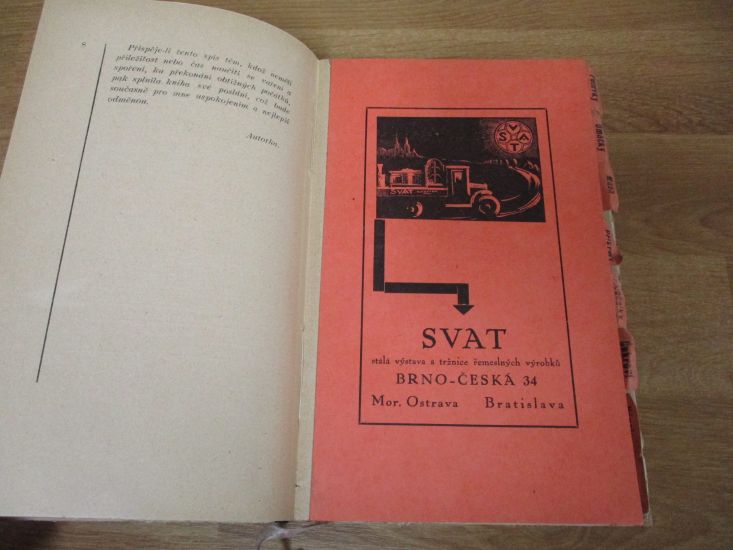 8
Přispěje-li tento spis těm, kdož neměli
příležitost nebo čas naučiti se vaření a
spoření, ku překonání obtížných počátků,
pak splnila kniha své poslání, což bude
současně pro mne uspokojením a nejlepší
odměnou.
Autorka.
SVAT
SVAT
SVAT
stálá výstava a tržnice řemeslných výrobků
BRNO-ČESKÁ 34
Mor. Ostrava Bratislava
OMÁČKY